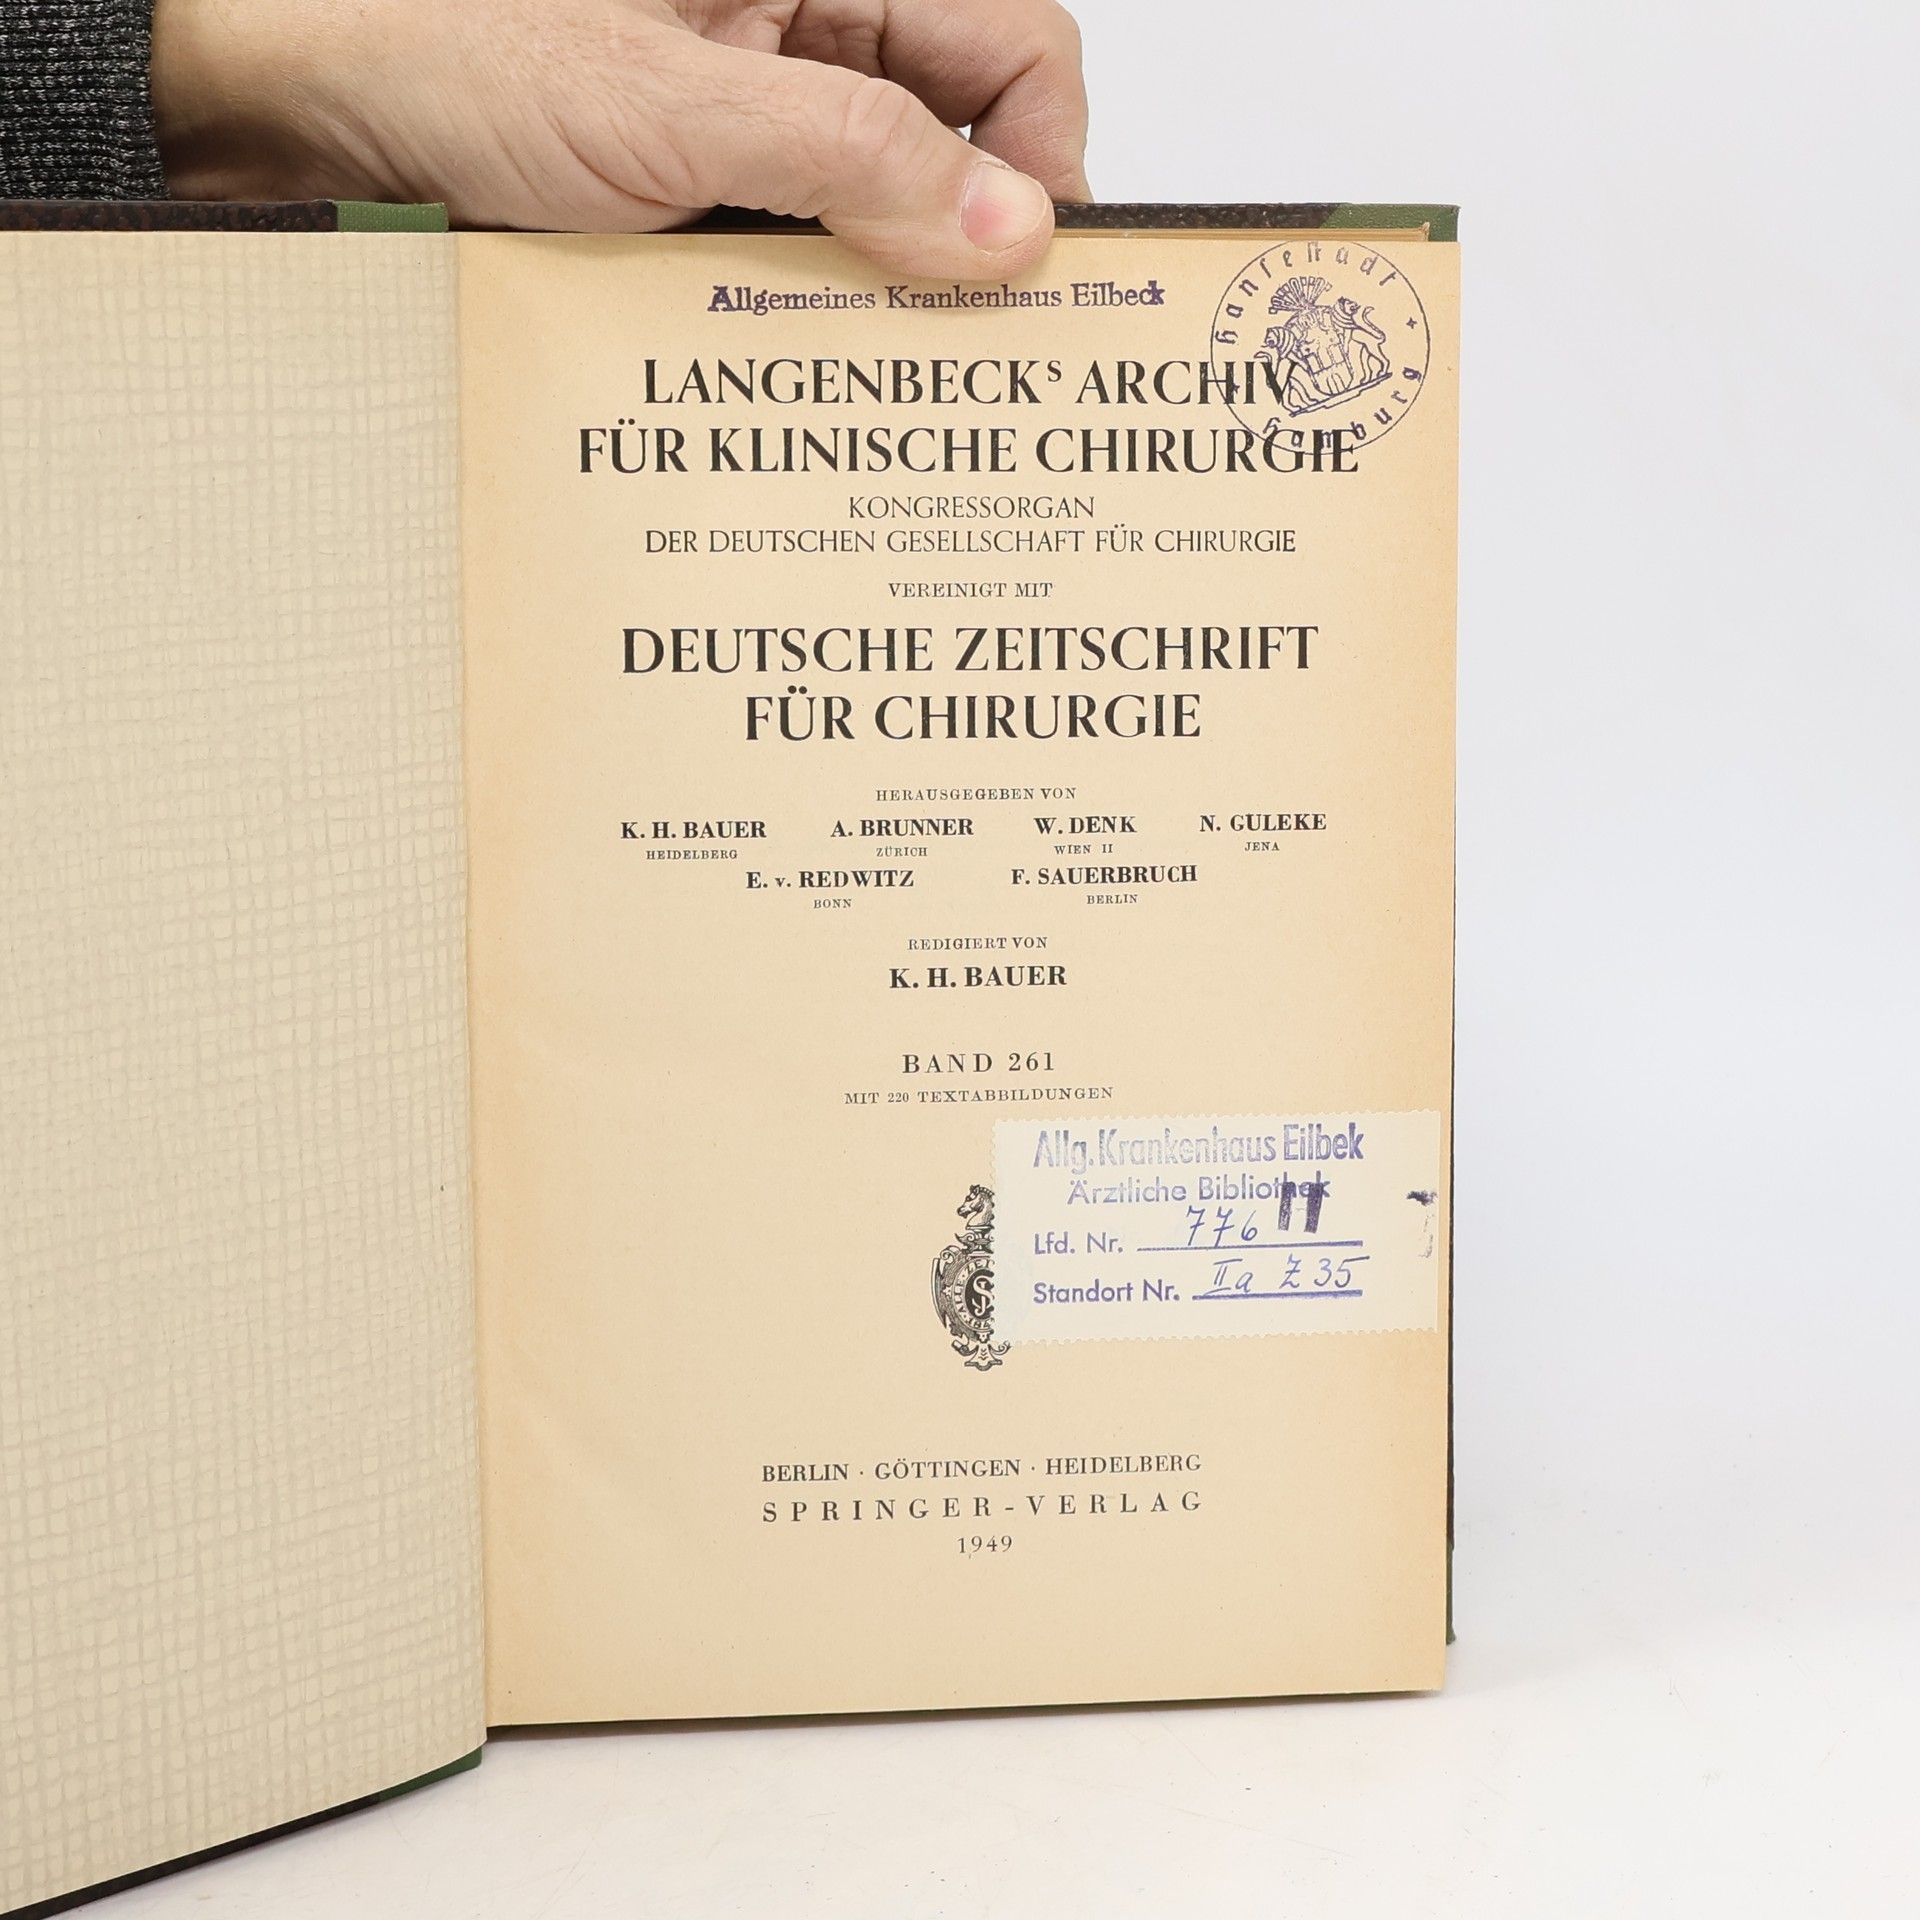 Allgemeines Krankenhaus Eilbeck
Hansestadt
Hamburg
LANGENBECKS ARCHIV
FÜR KLINISCHE CHIRURGIE
KONGRESSORGAN
DER DEUTSCHEN GESELLSCHAFT FÜR CHIRURGIE
VEREINIGT MIT
DEUTSCHE ZEITSCHRIFT
FÜR CHIRURGIE
HERAUSGEGEBEN VON
K. H. BAUER A. BRUNNER W. DENK N. GULEKE
HEIDELBERG ZÜRICH WIEN II JENA
E. v. REDWITZ F. SAUERBRUCH
BONN BERLIN
REDIGIERT VON
K. H. BAUER
BAND 261
MIT 220 TEXTABBILDUNGEN
Allg. Krankenhaus Eilbek
Ärztliche Bibliothek
Lfd. Nr. 776
Standort Nr. IIa Z 35
BERLIN · GÖTTINGEN · HEIDELBERG
SPRINGER-VERLAG
1949